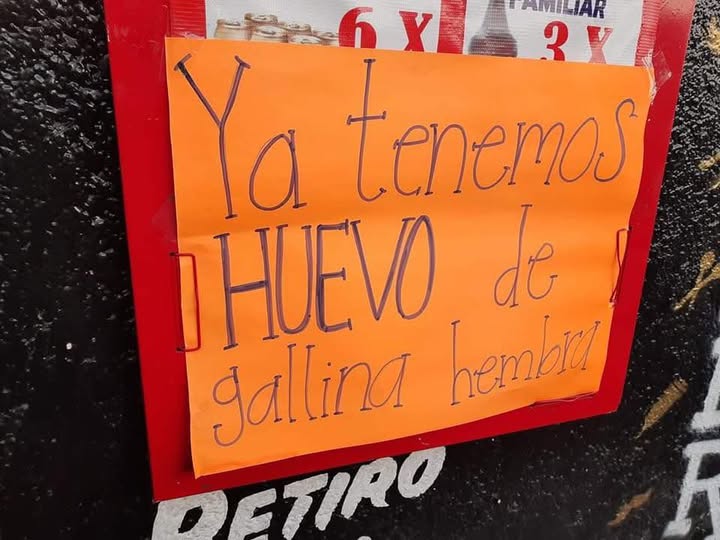 FAMILIAR
6 X
3 X
Ya tenemos
HUEVO de
gallina hembra
RETIRO